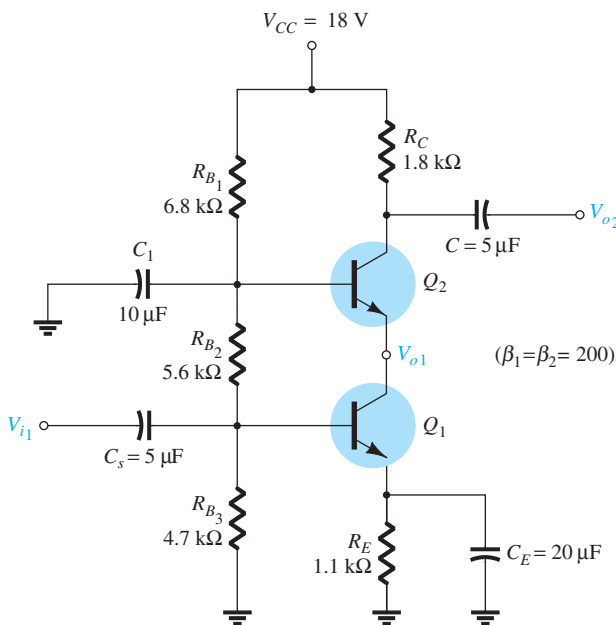 V_CC = 18 V
R_C
1.8 kΩ
R_B1
6.8 kΩ
C = 5 μF
V_o2
C_1
10 μF
Q_2
R_B2
5.6 kΩ
V_o1
(β_1 = β_2 = 200)
V_i1
C_s = 5 μF
Q_1
R_B3
4.7 kΩ
R_E
1.1 kΩ
C_E = 20 μF